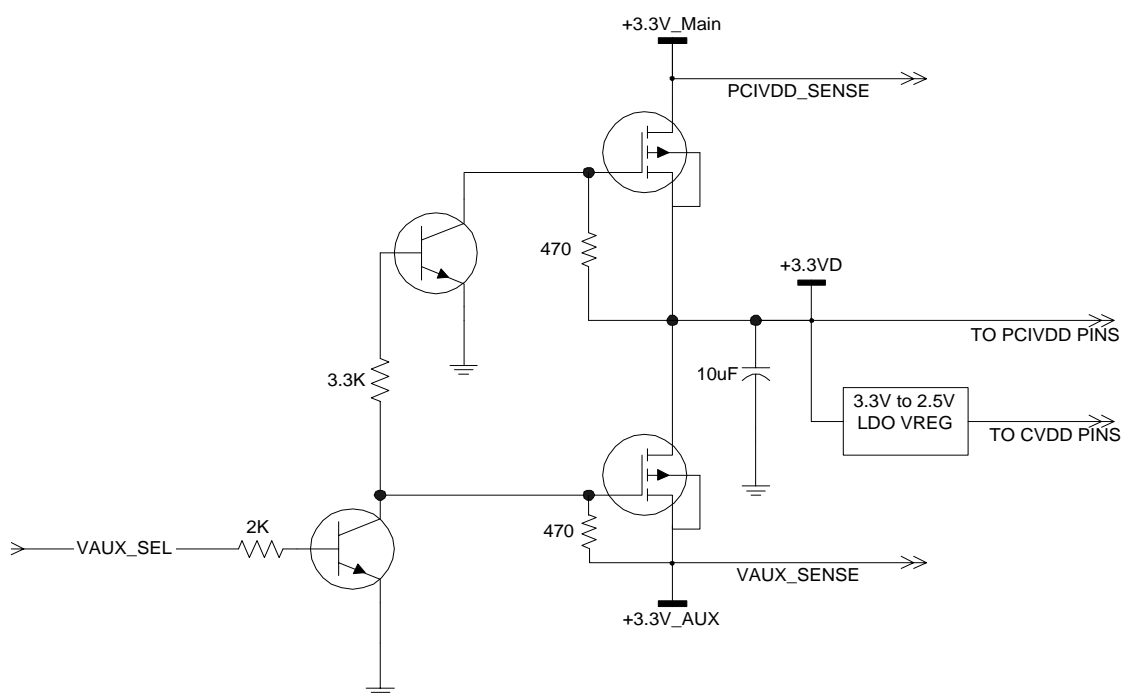 +3.3V_Main
PCIVDD_SENSE
470
+3.3VD
TO PCIVDD PINS
3.3K
10uF
3.3V to 2.5V
LDO VREG
TO CVDD PINS
2K
VAUX_SEL
470
VAUX_SENSE
+3.3V_AUX